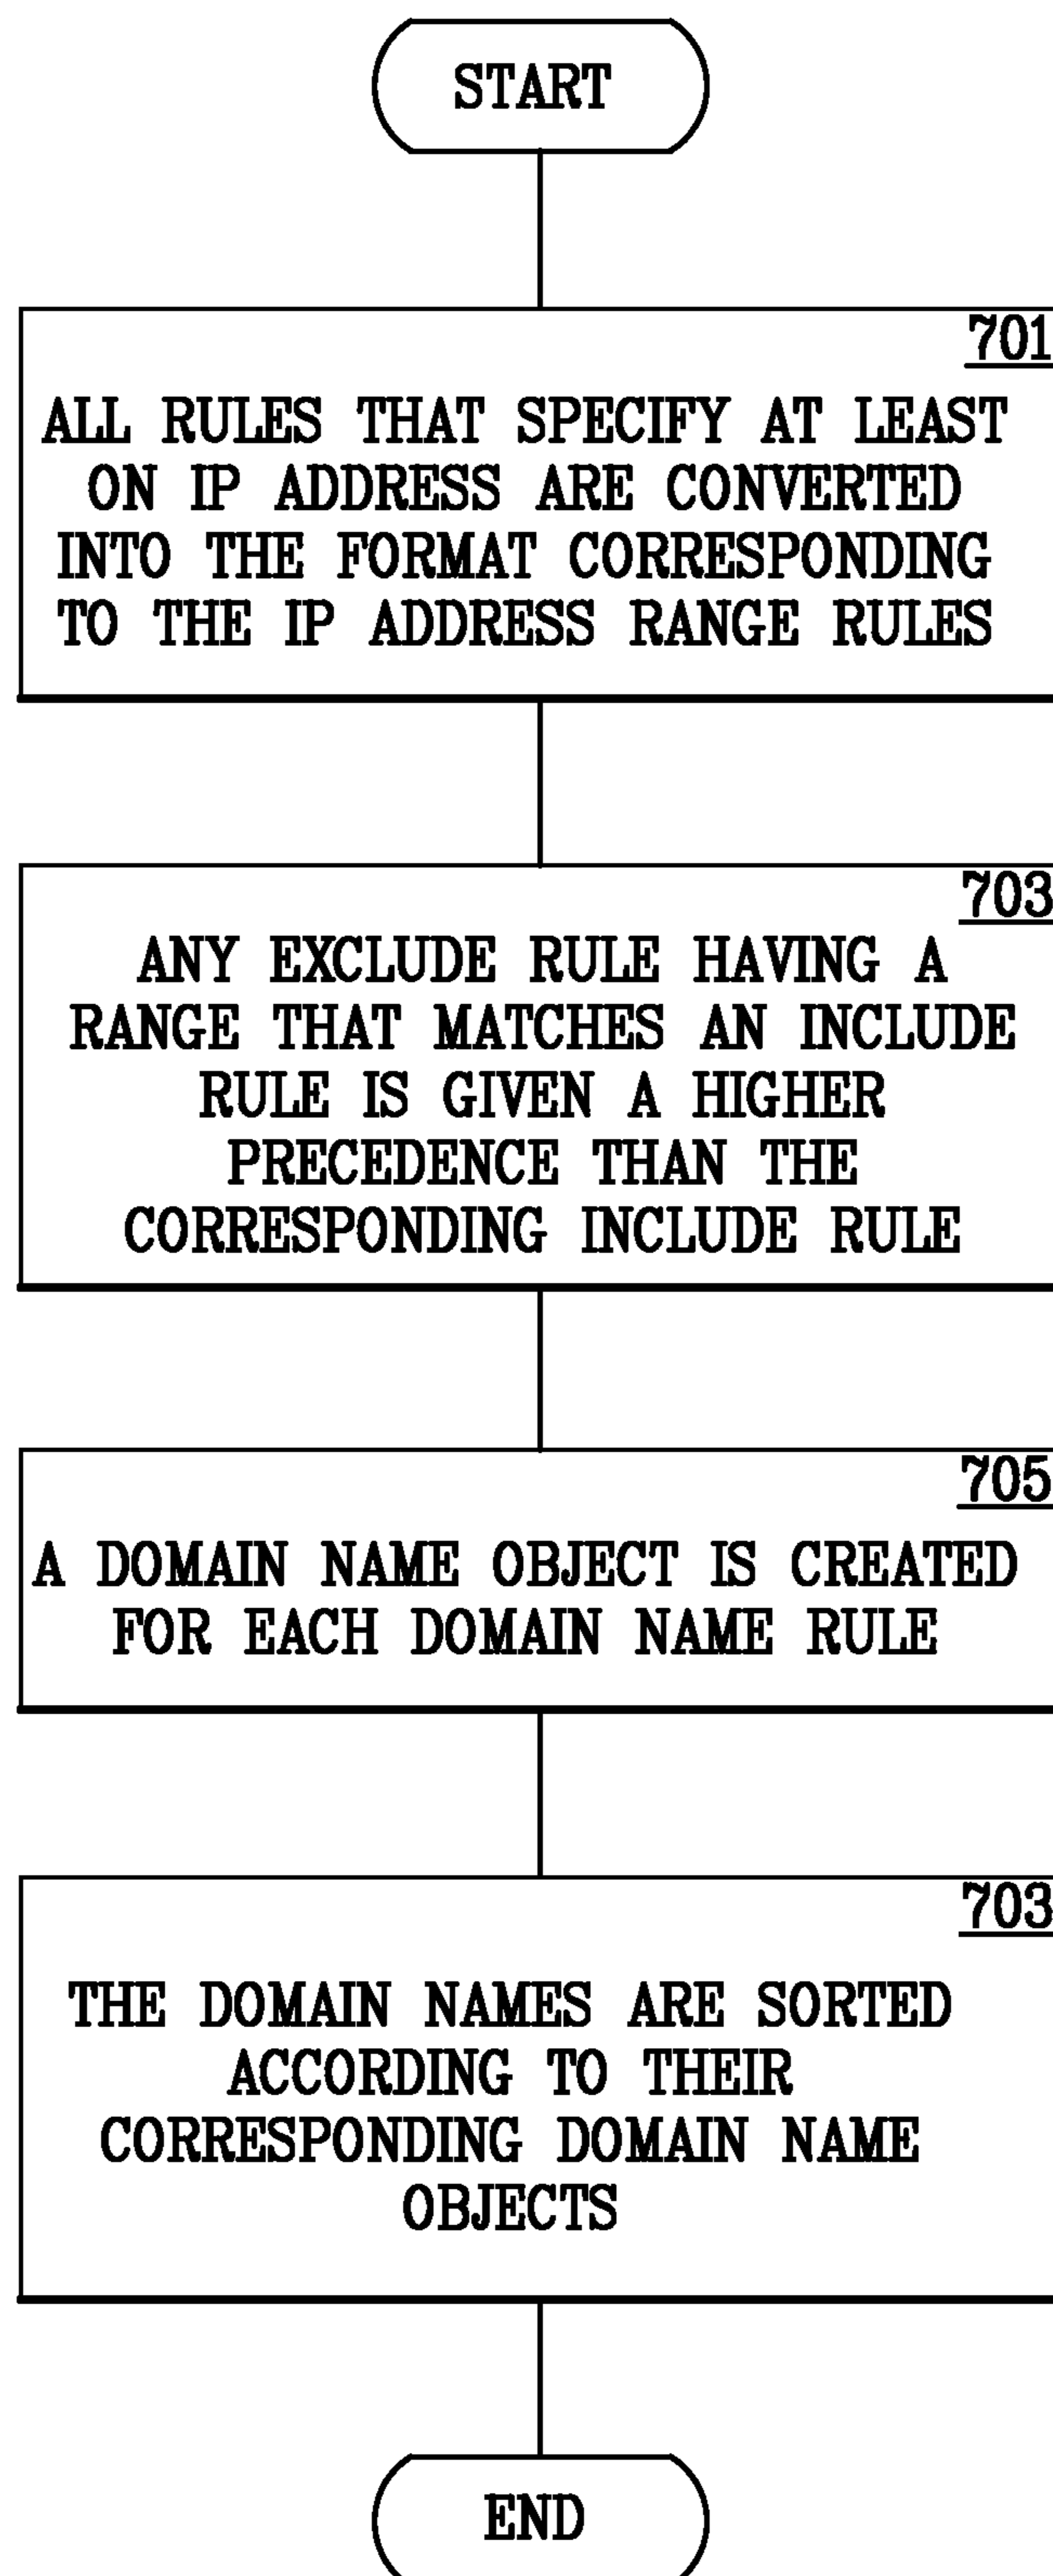 START
701
ALL RULES THAT SPECIFY AT LEAST
ON IP ADDRESS ARE CONVERTED
INTO THE FORMAT CORRESPONDING
TO THE IP ADDRESS RANGE RULES
703
ANY EXCLUDE RULE HAVING A
RANGE THAT MATCHES AN INCLUDE
RULE IS GIVEN A HIGHER
PRECEDENCE THAN THE
CORRESPONDING INCLUDE RULE
705
A DOMAIN NAME OBJECT IS CREATED
FOR EACH DOMAIN NAME RULE
703
THE DOMAIN NAMES ARE SORTED
ACCORDING TO THEIR
CORRESPONDING DOMAIN NAME
OBJECTS
END